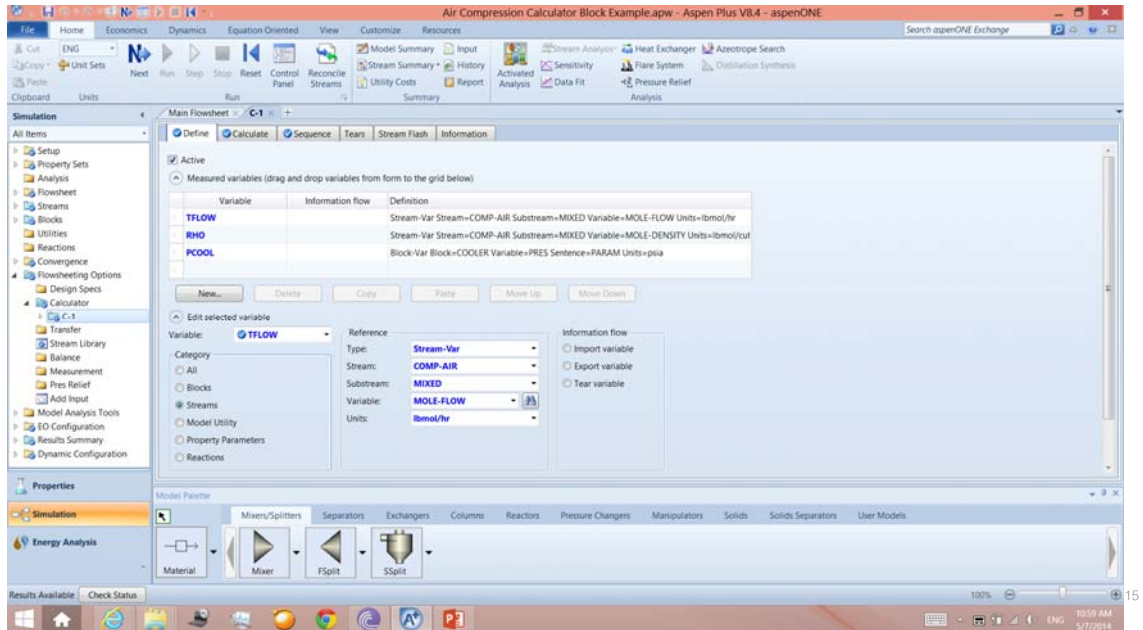 Air Compression Calculator Block Example.apw - Aspen Plus V8.4 - aspenONE
File Home Economics Dynamics Equation Oriented View Customize Resources Search aspenONE Exchange
Cut ENG Model Summary Input Stream Analysis Heat Exchanger Azeotrope Search
Copy Unit Sets Stream Summary History Sensitivity Flare System Distillation Synthesis
Paste Next Run Step Stop Reset Control Panel Reconcile Streams Utility Costs Report Activated Analysis Data Fit Pressure Relief
Clipboard Units Run Summary Analysis
Simulation Main Flowsheet C-1
All Items Define Calculate Sequence Tears Stream Flash Information
Setup
Property Sets Active
Analysis Measured variables (drag and drop variables from form to the grid below)
Flowsheet
Streams Variable Information flow Definition
Blocks TFLOW Stream-Var Stream=COMP-AIR Substream=MIXED Variable=MOLE-FLOW Units=lbmol/hr
Utilities RHO Stream-Var Stream=COMP-AIR Substream=MIXED Variable=MOLE-DENSITY Units=lbmol/cuf
Reactions PCOOL Block-Var Block=COOLER Variable=PRES Sentence=PARAM Units=psia
Convergence
Flowsheeting Options
Design Specs New... Delete Copy Paste Move Up Move Down
Calculator
C-1 Edit selected variable
Transfer Variable: TFLOW Reference Information flow
Stream Library Category Type: Stream-Var Import variable
Balance All Stream: COMP-AIR Export variable
Measurement Blocks Substream: MIXED Tear variable
Pres Relief Streams Variable: MOLE-FLOW
Add Input Model Utility Units: lbmol/hr
Model Analysis Tools Property Parameters
EO Configuration Reactions
Results Summary
Dynamic Configuration
Properties
Model Palette
Simulation Mixers/Splitters Separators Exchangers Columns Reactors Pressure Changers Manipulators Solids Solids Separators User Models
Energy Analysis
Material Mixer FSplit SSplit
Results Available Check Status 100%
15
ENG 10:59 AM
5/7/2014